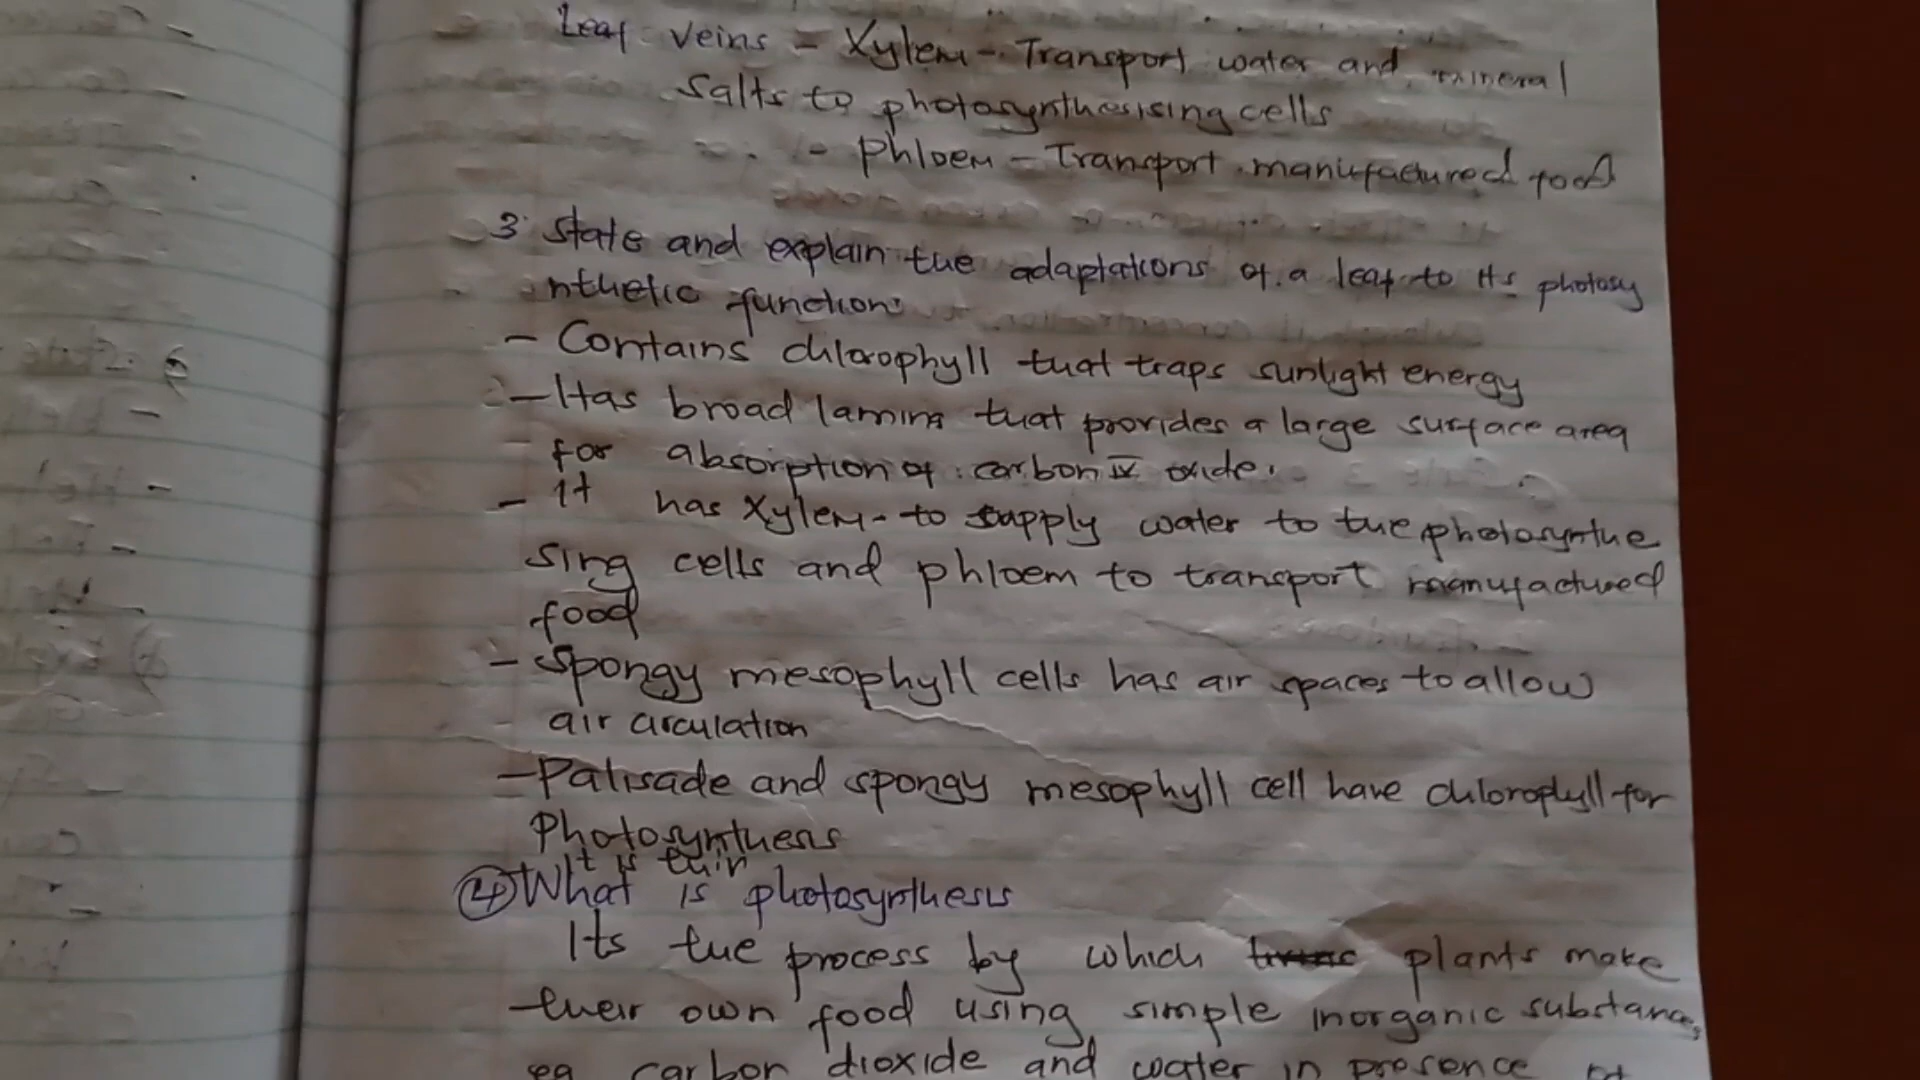 Leaf veins - Xylem - Transport water and mineral
Salts to photosynthesising cells
- Phloem - Transport manufactured food
3. State and explain the adaptations of a leaf to its photosy
nthetic function.
- Contains chlorophyll that traps sunlight energy
- Has broad lamina that provides a large surface area
for absorption of carbon IV oxide.
- It has xylem to supply water to the photosynthe
sing cells and phloem to transport manufactured
food
- Spongy mesophyll cells has air spaces to allow
air circulation
- Palisade and spongy mesophyll cell have chlorophyll for
Photosynthesis
It is thin
④ What is photosynthesis
Its the process by which plants make
their own food using simple inorganic substances
eg carbon dioxide and water in presence of